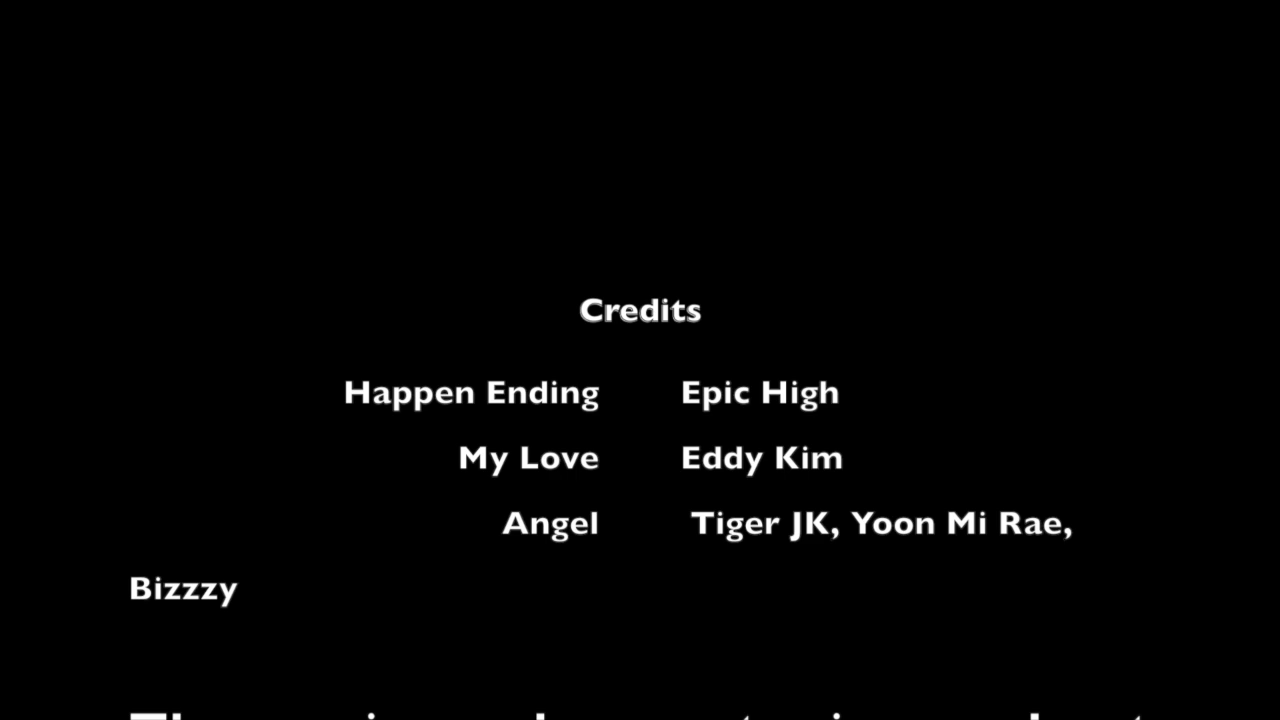 Credits
Happen Ending Epic High
My Love Eddy Kim
Angel Tiger JK, Yoon Mi Rae,
Bizzzy